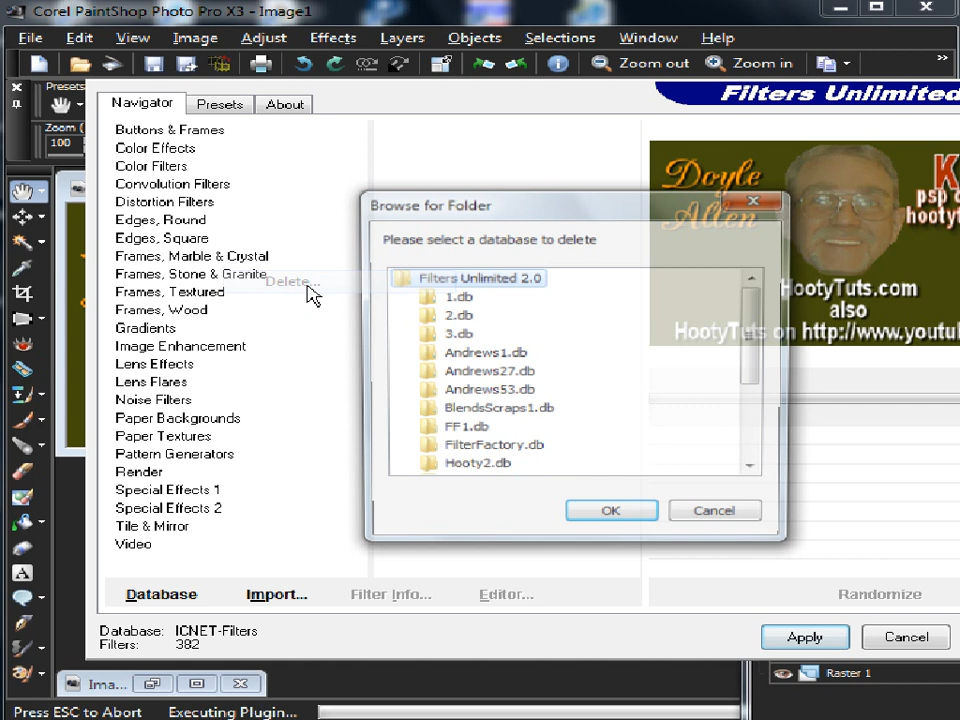 Corel PaintShop Photo Pro X3 - Image1
File Edit View Image Adjust Effects Layers Objects Selections Window Help
Zoom out Zoom in
Presets
Zoom (
100
Navigator Presets About
Filters Unlimited
Buttons & Frames
Color Effects
Color Filters
Convolution Filters
Distortion Filters
Edges, Round
Edges, Square
Frames, Marble & Crystal
Frames, Stone & Granite
Frames, Textured
Frames, Wood
Gradients
Image Enhancement
Lens Effects
Lens Flares
Noise Filters
Paper Backgrounds
Paper Textures
Pattern Generators
Render
Special Effects 1
Special Effects 2
Tile & Mirror
Video
Delete...
Browse for Folder
Please select a database to delete
Filters Unlimited 2.0
1.db
2.db
3.db
Andrews1.db
Andrews27.db
Andrews53.db
BlendsScraps1.db
FF1.db
FilterFactory.db
Hooty2.db
OK Cancel
Doyle
Allen
K
psp
hootyt
HootyTuts.com
also
HootyTuts on http://www.youtu
Database Import... Filter Info... Editor... Randomize
Database: ICNET-Filters
Filters: 382
Apply Cancel
Ima...
Raster 1
Press ESC to Abort Executing Plugin...